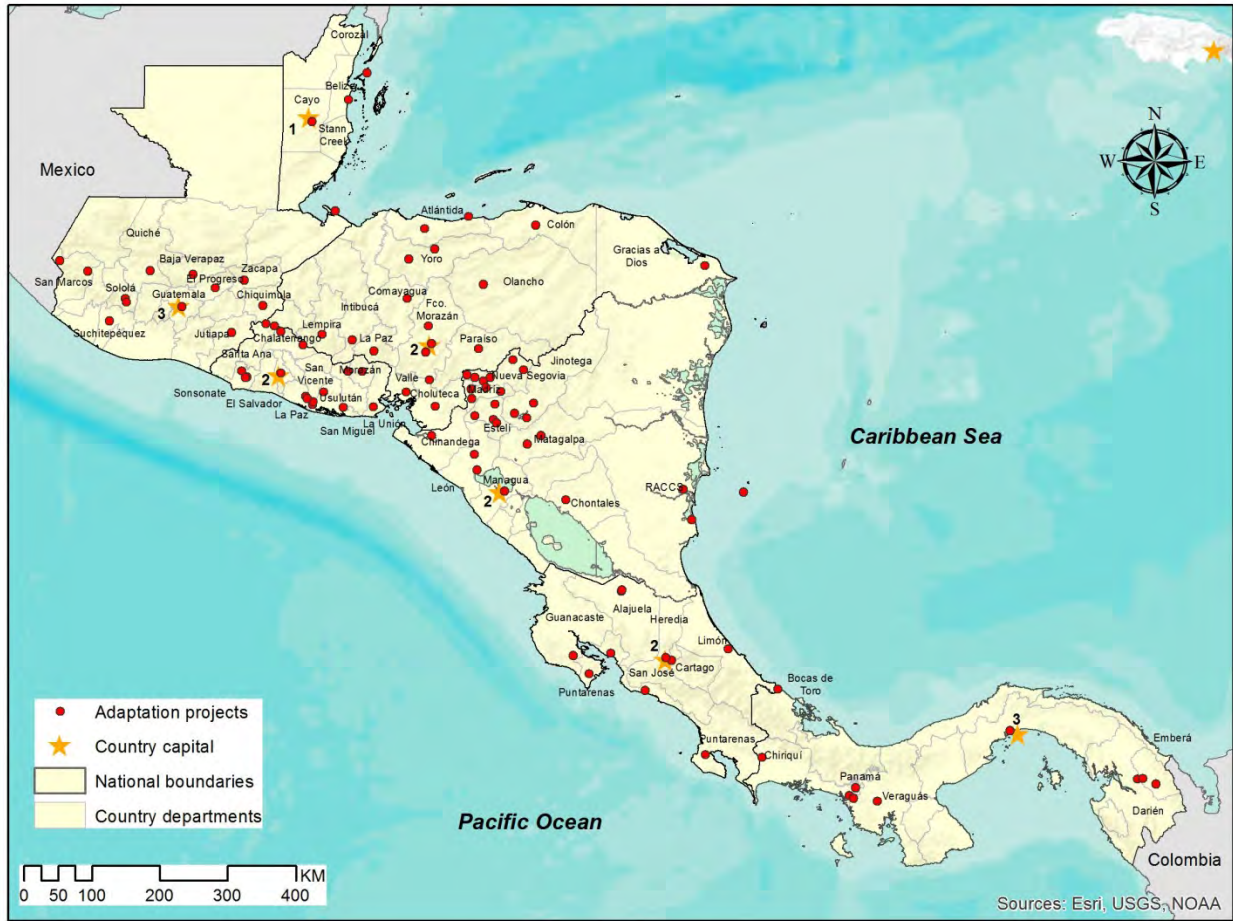 Corozal
Belize
Cayo
1
Stann
Creek
N
W
E
S
Mexico
Atlántida
Colón
Quiché
Gracias a
Dios
Yoro
Baja Verapaz
Zacapa
San Marcos
El Progreso
Olancho
Sololá
Guatemala
Comayagua
3
Chiquimula
Intibucá
Fco.
Morazán
Suchitepéquez
Lempira
Jutiapa
Chalatenango
La Paz
2
Paraíso
Santa Ana
Jinotega
2
San
Vicente
Morazán
Valle
Nueva Segovia
Madríz
Sonsonate
Usulután
Choluteca
El Salvador
La Paz
La Unión
Estelí
San Miguel
Chinandega
Matagalpa
Caribbean Sea
León
Managua
RACCS
2
Chontales
Guanacaste
Alajuela
Heredia
Limón
2
San José
Cartago
Puntarenas
Bocas de
Toro
Puntarenas
Chiriquí
3
Emberá
Panamá
Veraguás
Darién
Adaptation projects
Country capital
National boundaries
Country departments
Pacific Ocean
KM
0 50 100 200 300 400
Colombia
Sources: Esri, USGS, NOAA